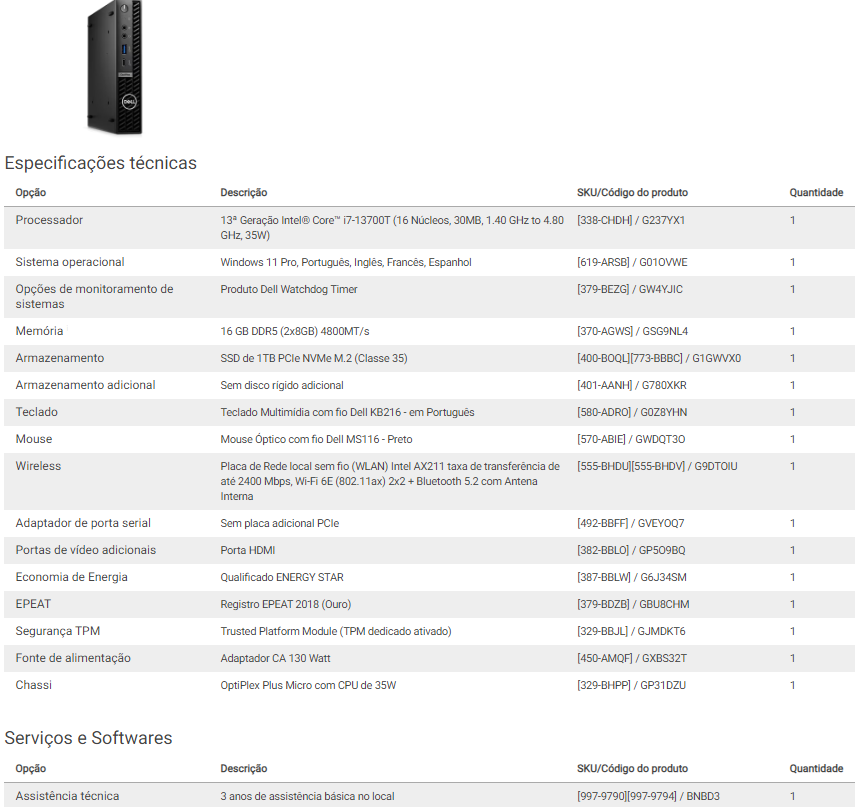 DELL
Especificações técnicas
Opção Descrição SKU/Código do produto Quantidade
Processador 13ª Geração Intel® Core™ i7-13700T (16 Núcleos, 30MB, 1.40 GHz to 4.80 [338-CHDH] / G237YX1 1
GHz, 35W)
Sistema operacional Windows 11 Pro, Português, Inglês, Francês, Espanhol [619-ARSB] / G01OVWE 1
Opções de monitoramento de Produto Dell Watchdog Timer [379-BEZG] / GW4YJIC 1
sistemas
Memória 16 GB DDR5 (2x8GB) 4800MT/s [370-AGWS] / GSG9NL4 1
Armazenamento SSD de 1TB PCIe NVMe M.2 (Classe 35) [400-BOQL][773-BBBC] / G1GWVX0 1
Armazenamento adicional Sem disco rígido adicional [401-AANH] / G780XKR 1
Teclado Teclado Multimídia com fio Dell KB216 - em Português [580-ADRO] / G0Z8YHN 1
Mouse Mouse Óptico com fio Dell MS116 - Preto [570-ABIE] / GWDQT3O 1
Wireless Placa de Rede local sem fio (WLAN) Intel AX211 taxa de transferência de [555-BHDU][555-BHDV] / G9DTOIU 1
até 2400 Mbps, Wi-Fi 6E (802.11ax) 2x2 + Bluetooth 5.2 com Antena
Interna
Adaptador de porta serial Sem placa adicional PCIe [492-BBFF] / GVEYOQ7 1
Portas de vídeo adicionais Porta HDMI [382-BBLO] / GP5O9BQ 1
Economia de Energia Qualificado ENERGY STAR [387-BBLW] / G6J34SM 1
EPEAT Registro EPEAT 2018 (Ouro) [379-BDZB] / GBU8CHM 1
Segurança TPM Trusted Platform Module (TPM dedicado ativado) [329-BBJL] / GJMDKT6 1
Fonte de alimentação Adaptador CA 130 Watt [450-AMQF] / GXBS32T 1
Chassi OptiPlex Plus Micro com CPU de 35W [329-BHPP] / GP31DZU 1
Serviços e Softwares
Opção Descrição SKU/Código do produto Quantidade
Assistência técnica 3 anos de assistência básica no local [997-9790][997-9794] / BNBD3 1